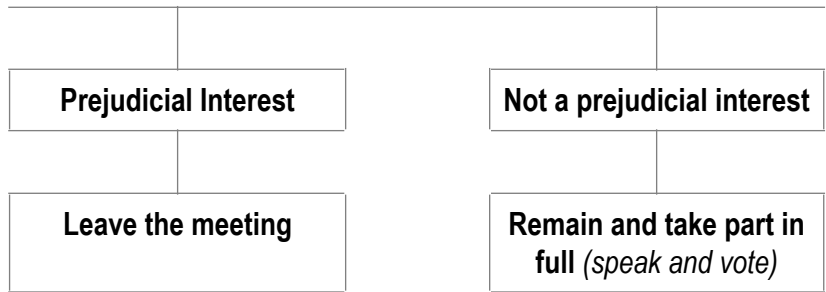 Prejudicial Interest
Not a prejudicial interest
Leave the meeting
Remain and take part in
full (speak and vote)